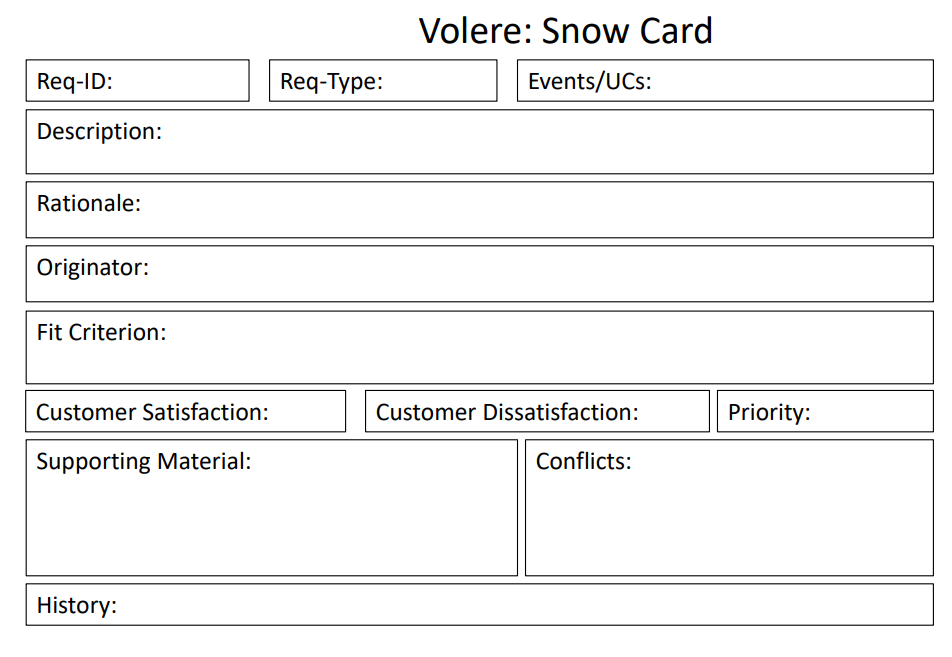 Volere: Snow Card
Req-ID:
Req-Type:
Events/UCs:
Description:
Rationale:
Originator:
Fit Criterion:
Customer Satisfaction:
Customer Dissatisfaction:
Priority:
Supporting Material:
Conflicts:
History: